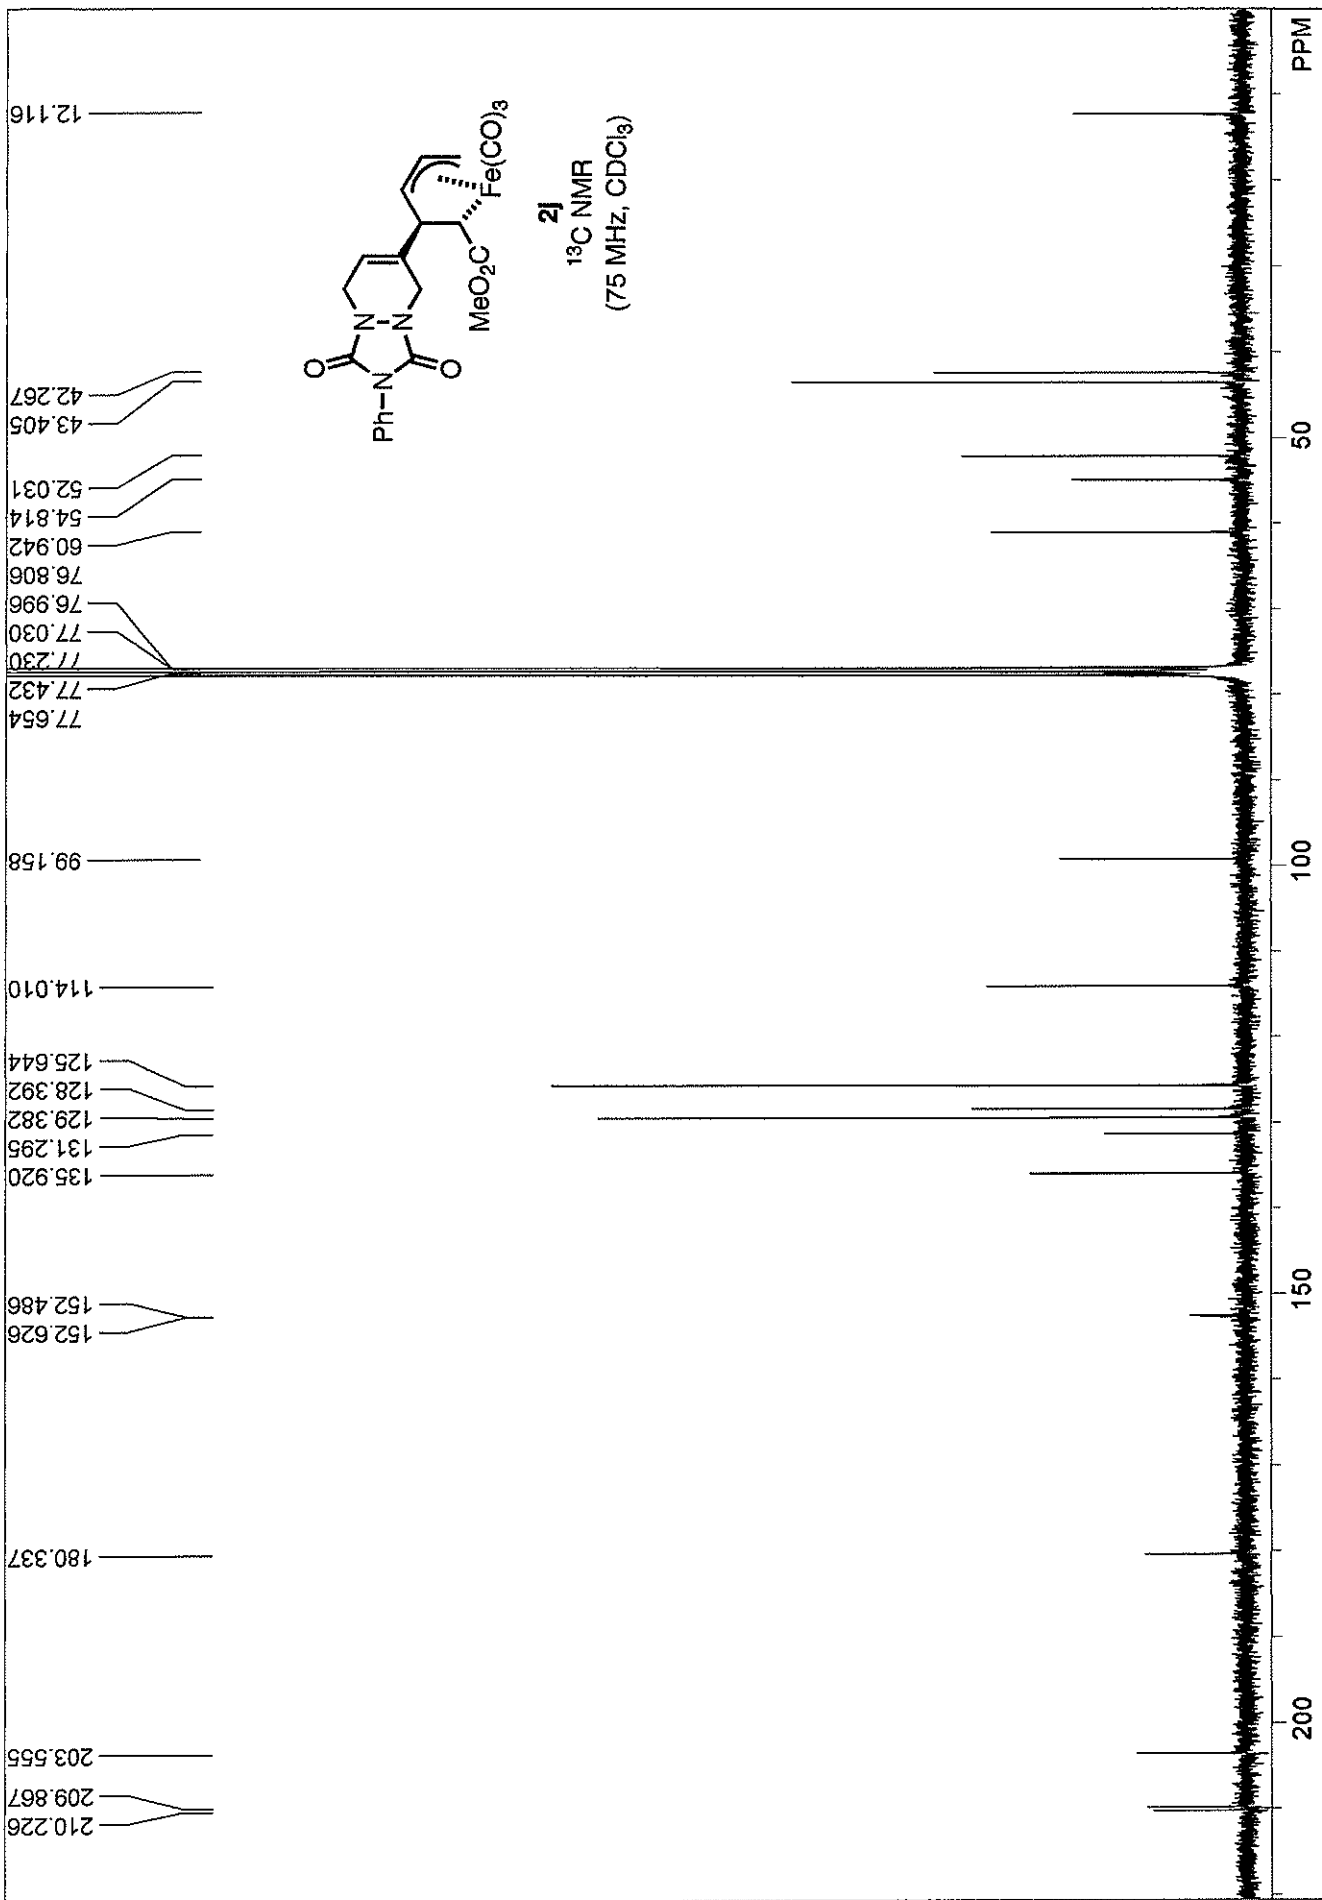 12.116
42.267
43.405
52.031
54.814
60.942
76.806
76.996
77.030
77.230
77.432
77.654
99.158
114.010
125.644
128.392
129.382
131.295
135.920
152.486
152.626
180.337
203.555
209.867
210.226
O
N
Ph-N
N
O
MeO₂C
Fe(CO)₃
2j
¹³C NMR
(75 MHz, CDCl₃)
PPM
50
100
150
200